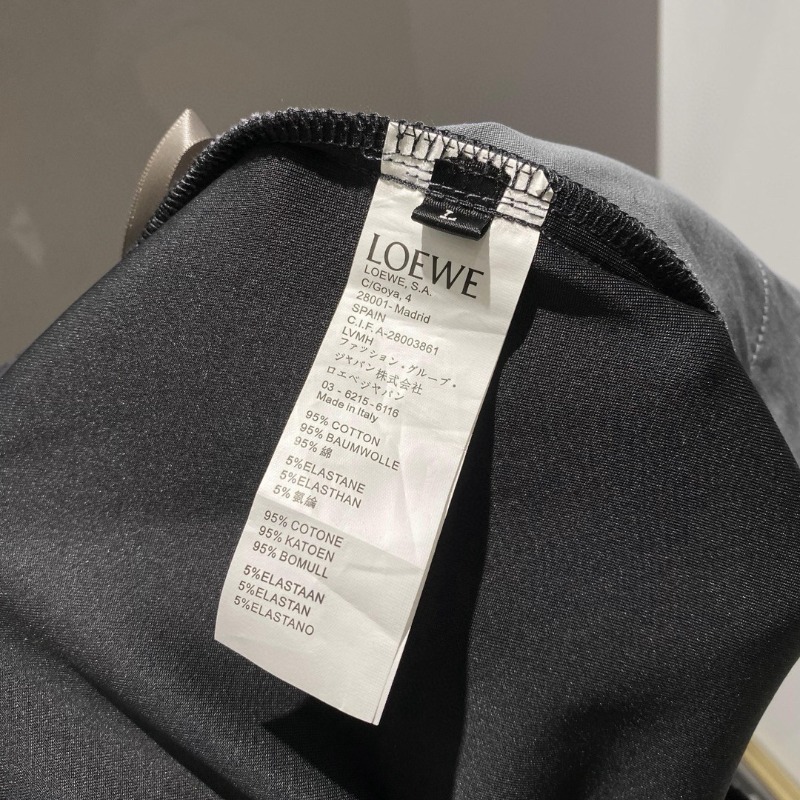 L
LOEWE
LOEWE, S.A.
C/Goya, 4
28001- Madrid
SPAIN
C.I.F. A-28003861
LVMH
ファッション・グループ・
ジャパン株式会社
ロエベジャパン
03 - 6215-6116
Made in Italy
95% COTTON
95% BAUMWOLLE
95% 綿
5%ELASTANE
5%ELASTHAN
5% 氨綸
95% COTONE
95% KATOEN
95% BOMULL
5%ELASTAAN
5%ELASTAN
5%ELASTANO